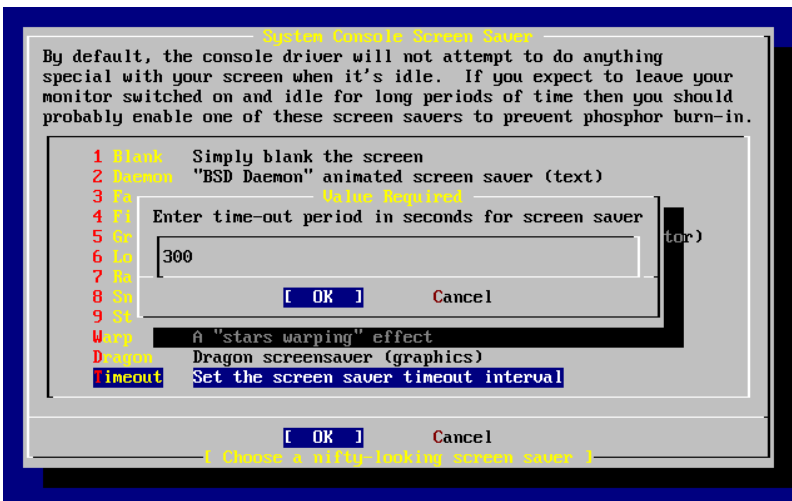 System Console Screen Saver
By default, the console driver will not attempt to do anything
special with your screen when it's idle.  If you expect to leave your
monitor switched on and idle for long periods of time then you should
probably enable one of these screen savers to prevent phosphor burn-in.
1 Blank Simply blank the screen
2 Daemon "BSD Daemon" animated screen saver (text)
3 Fa
Value Required
4 Fi
Enter time-out period in seconds for screen saver
5 Gr tor)
6 Lo
300
7 Ra
8 Sn
[ OK ] Cancel
9 St
Warp A "stars warping" effect
Dragon Dragon screensaver (graphics)
Timeout Set the screen saver timeout interval
[ OK ] Cancel
[ Choose a nifty-looking screen saver ]